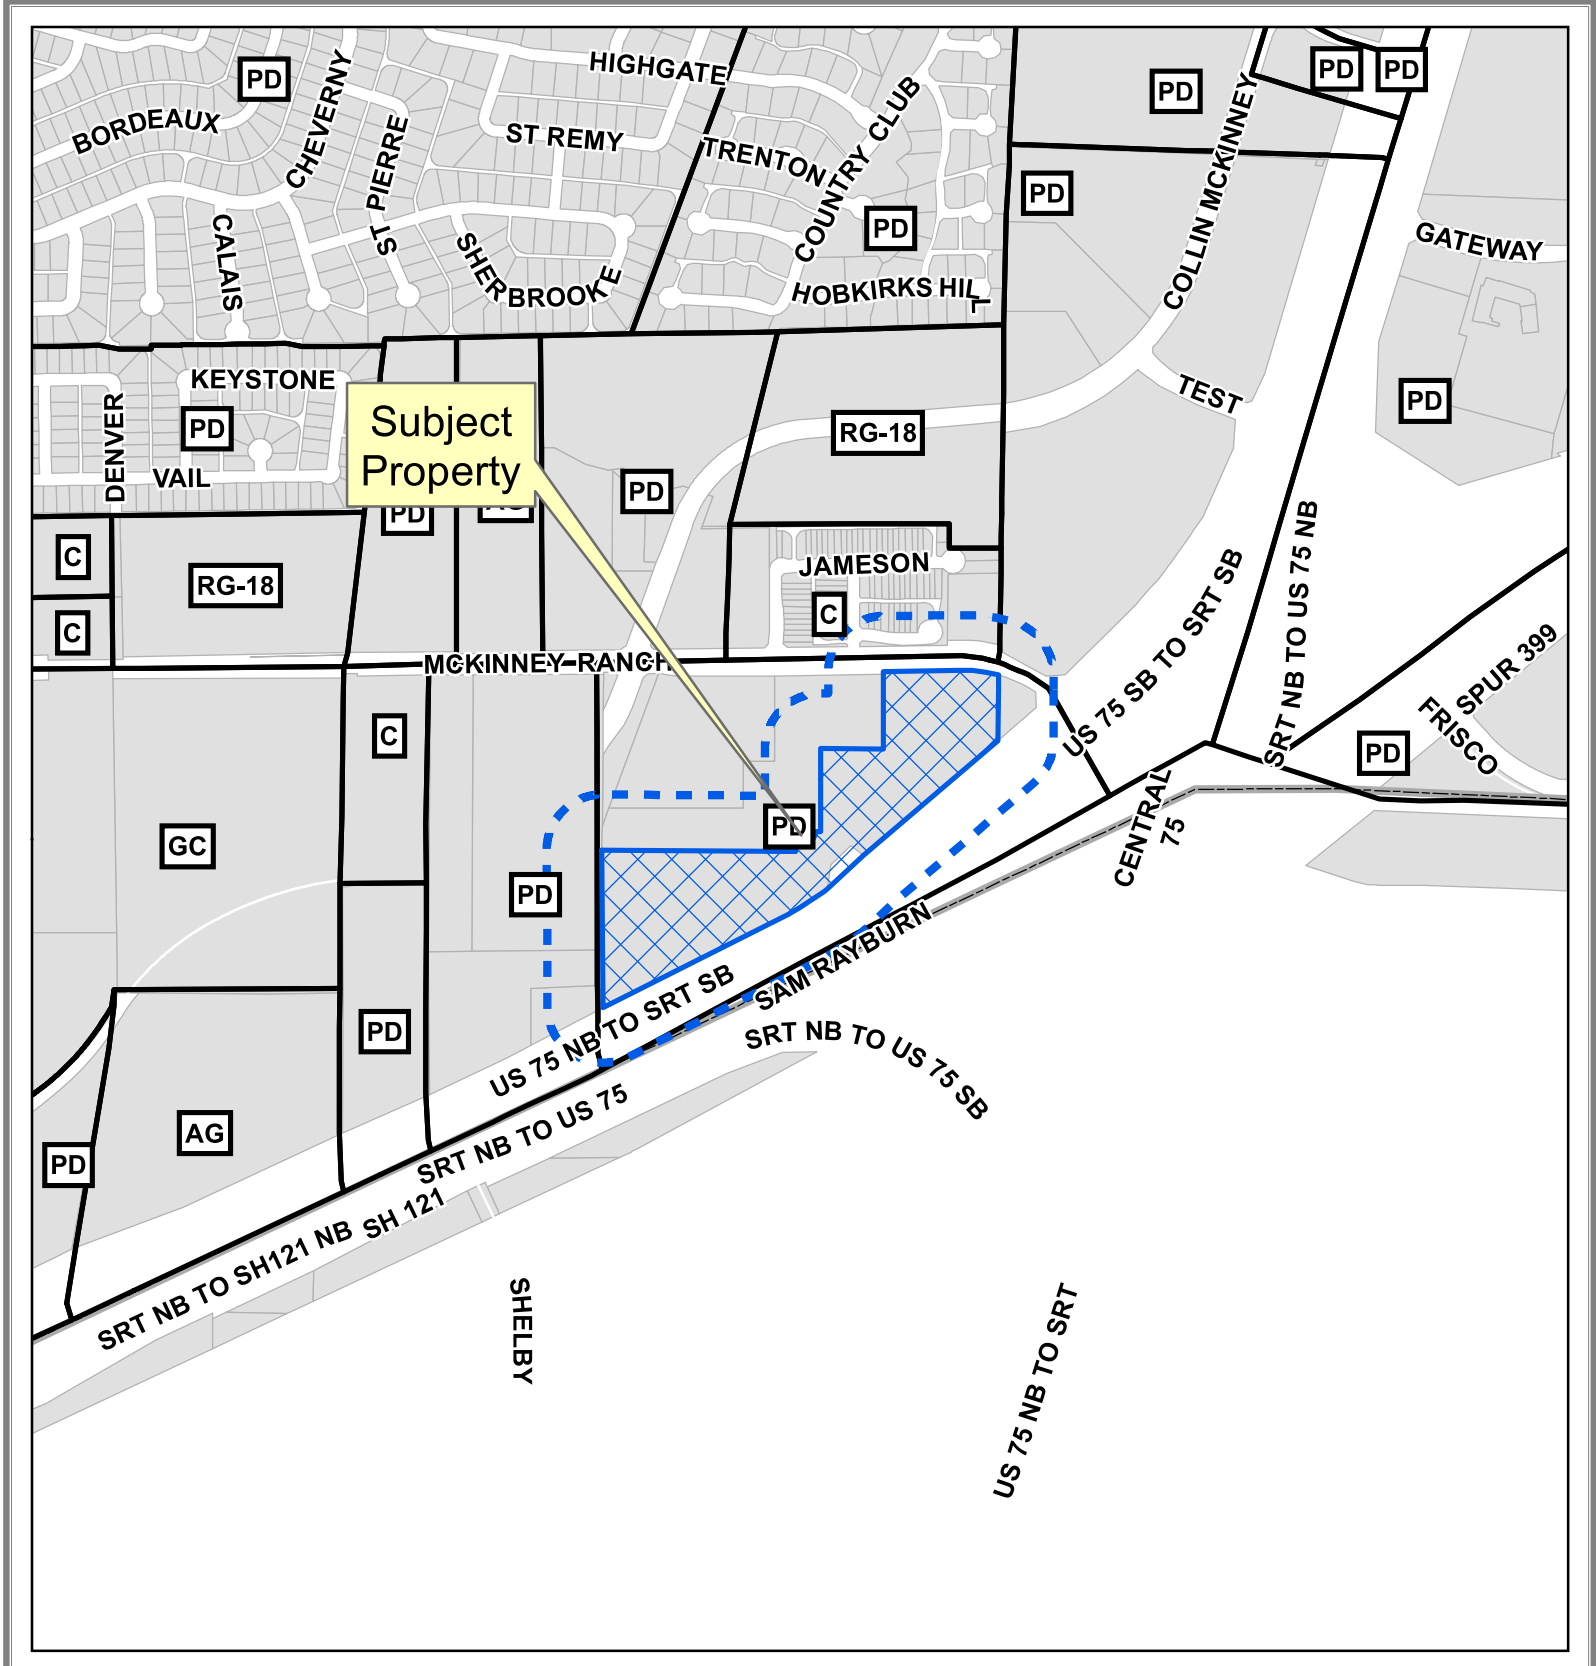 PD
PD
PD
PD
HIGHGATE
BORDEAUX
CHEVERNY
ST REMY
ST PIERRE
TRENTON
COUNTRY CLUB
COLLIN MCKINNEY
PD
PD
CALAIS
SHERBROOKE
HOBKIRKS HILL
GATEWAY
KEYSTONE
DENVER
PD
VAIL
Subject
Property
TEST
PD
RG-18
PD
PD
C
RG-18
C
JAMESON
C
MCKINNEY RANCH
US 75 SB TO SRT SB
SRT NB TO US 75 NB
SPUR 399
FRISCO
PD
C
PD
GC
PD
CENTRAL
75
SAM RAYBURN
US 75 NB TO SRT SB
SRT NB TO US 75 SB
PD
AG
PD
SRT NB TO US 75
SH 121
SRT NB TO SH121 NB
SHELBY
US 75 NB TO SRT